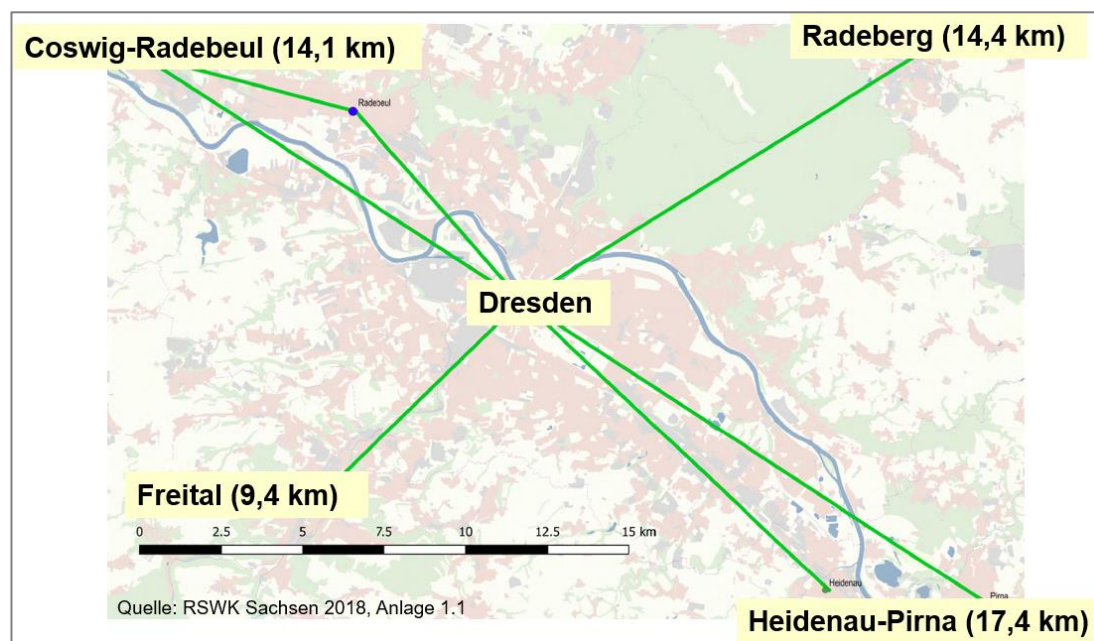 Coswig-Radebeul (14,1 km)
Radeberg (14,4 km)
Radebeul
Dresden
Freital (9,4 km)
0 2.5 5 7.5 10 12.5 15 km
Heidenau
Pirna
Quelle: RSWK Sachsen 2018, Anlage 1.1
Heidenau-Pirna (17,4 km)